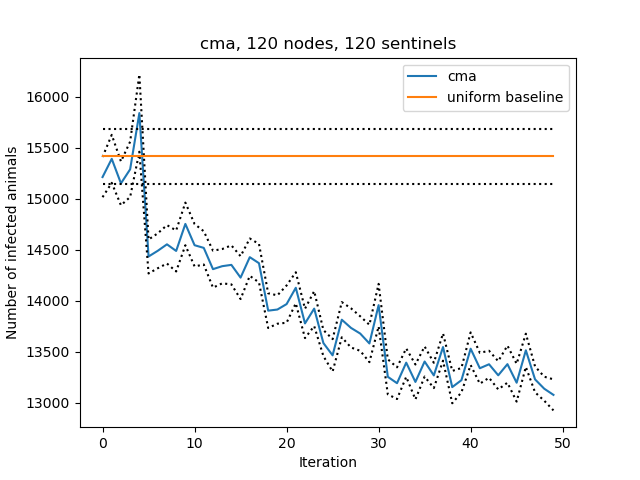 cma, 120 nodes, 120 sentinels
cma
uniform baseline
16000
15500
15000
14500
14000
13500
13000
Number of infected animals
0 10 20 30 40 50
Iteration